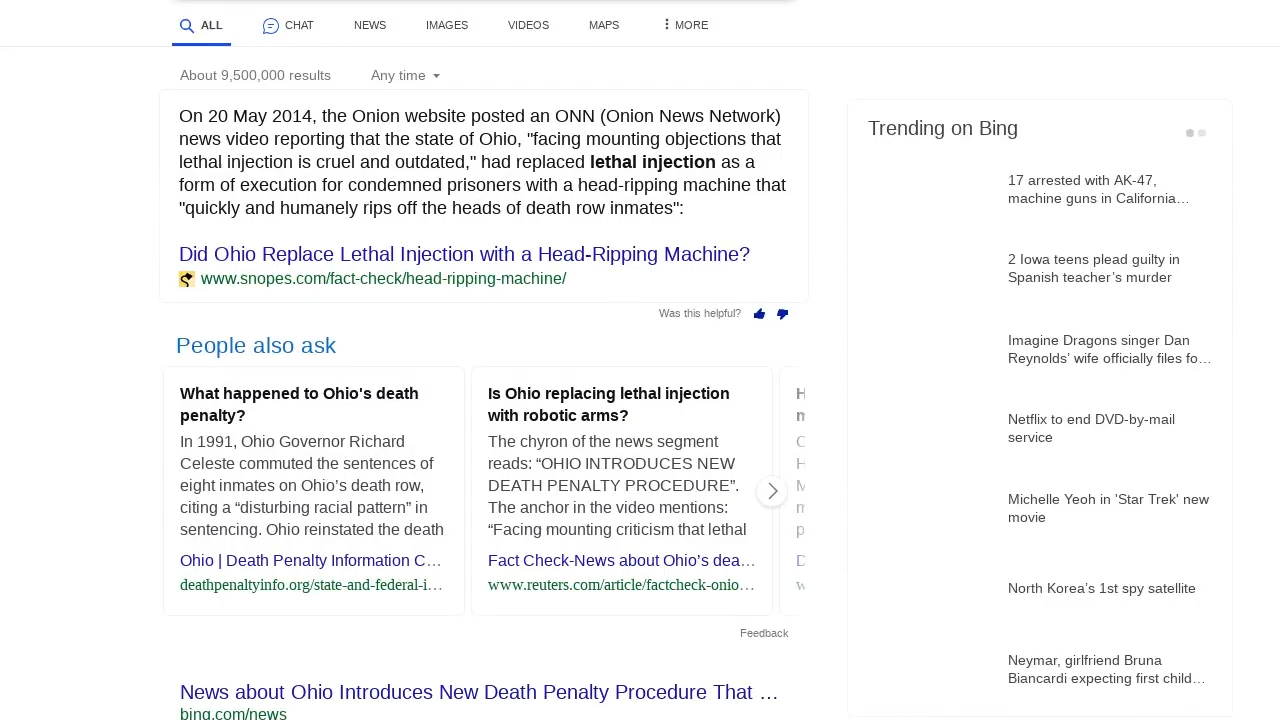 ALL CHAT NEWS IMAGES VIDEOS MAPS MORE
About 9,500,000 results Any time
On 20 May 2014, the Onion website posted an ONN (Onion News Network)
news video reporting that the state of Ohio, "facing mounting objections that
lethal injection is cruel and outdated," had replaced lethal injection as a
form of execution for condemned prisoners with a head-ripping machine that
"quickly and humanely rips off the heads of death row inmates":
Did Ohio Replace Lethal Injection with a Head-Ripping Machine?
www.snopes.com/fact-check/head-ripping-machine/
Was this helpful?
People also ask
What happened to Ohio's death
penalty?
In 1991, Ohio Governor Richard
Celeste commuted the sentences of
eight inmates on Ohio’s death row,
citing a “disturbing racial pattern” in
sentencing. Ohio reinstated the death
Ohio | Death Penalty Information C…
deathpenaltyinfo.org/state-and-federal-i…
Is Ohio replacing lethal injection
with robotic arms?
The chyron of the news segment
reads: “OHIO INTRODUCES NEW
DEATH PENALTY PROCEDURE”.
The anchor in the video mentions:
“Facing mounting criticism that lethal
Fact Check-News about Ohio’s dea…
www.reuters.com/article/factcheck-onio…
Feedback
News about Ohio Introduces New Death Penalty Procedure That …
bing.com/news
Trending on Bing
17 arrested with AK-47,
machine guns in California…
2 Iowa teens plead guilty in
Spanish teacher’s murder
Imagine Dragons singer Dan
Reynolds’ wife officially files fo…
Netflix to end DVD-by-mail
service
Michelle Yeoh in 'Star Trek' new
movie
North Korea’s 1st spy satellite
Neymar, girlfriend Bruna
Biancardi expecting first child…